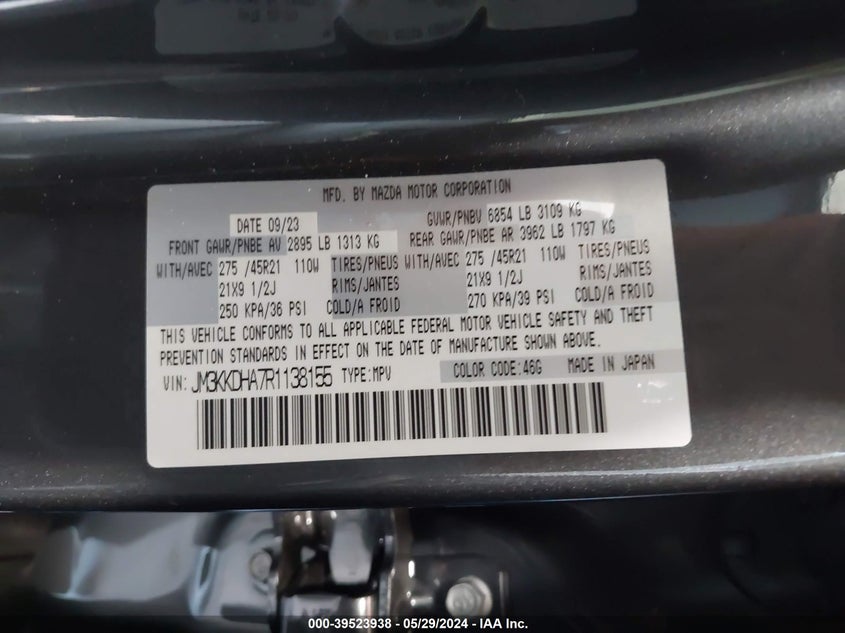 MFD. BY MAZDA MOTOR CORPORATION
DATE 09/23 GVWR/PNBV 6854 LB 3109 KG
FRONT GAWR/PNBE AV 2895 LB 1313 KG REAR GAWR/PNBE AR 3962 LB 1797 KG
WITH/AVEC 275 /45R21 110W TIRES/PNEUS WITH/AVEC 275 /45R21 110W TIRES/PNEUS
21X9 1/2J RIMS/JANTES 21X9 1/2J RIMS/JANTES
250 KPA/36 PSI COLD/A FROID 270 KPA/39 PSI COLD/A FROID
THIS VEHICLE CONFORMS TO ALL APPLICABLE FEDERAL MOTOR VEHICLE SAFETY AND THEFT
PREVENTION STANDARDS IN EFFECT ON THE DATE OF MANUFACTURE SHOWN ABOVE.
VIN: JM3KKDHA7R1138155 TYPE:MPV COLOR CODE:46G MADE IN JAPAN
000-39523938 - 05/29/2024 - IAA Inc.